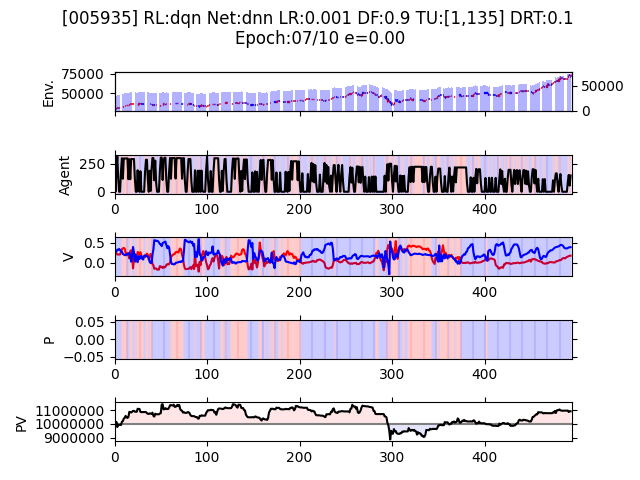 [005935] RL:dqn Net:dnn LR:0.001 DF:0.9 TU:[1,135] DRT:0.1
Epoch:07/10 e=0.00
75000
50000
Env.
50000
0
250
0
Agent
0 100 200 300 400
0.5
0.0
V
0 100 200 300 400
0.05
0.00
−0.05
P
0 100 200 300 400
11000000
10000000
9000000
PV
0 100 200 300 400